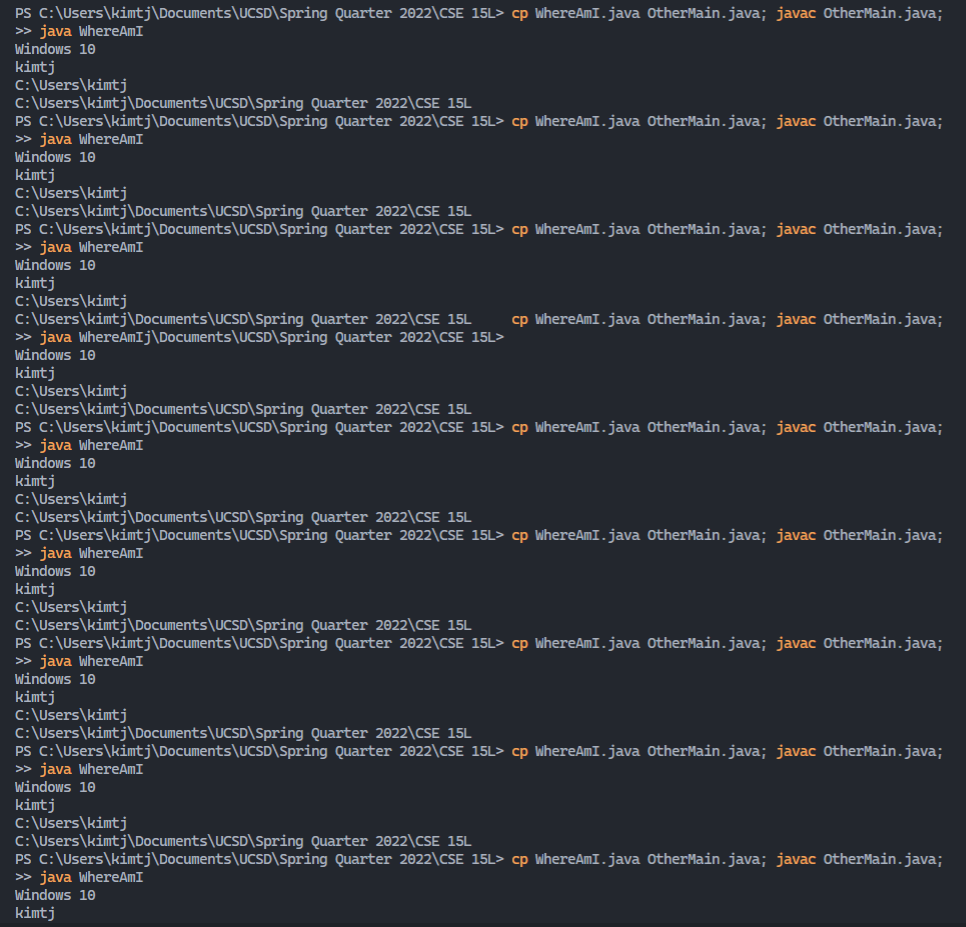 PS C:\Users\kimtj\Documents\UCSD\Spring Quarter 2022\CSE 15L> cp WhereAmI.java OtherMain.java; javac OtherMain.java;
>> java WhereAmI
Windows 10
kimtj
C:\Users\kimtj
C:\Users\kimtj\Documents\UCSD\Spring Quarter 2022\CSE 15L
PS C:\Users\kimtj\Documents\UCSD\Spring Quarter 2022\CSE 15L> cp WhereAmI.java OtherMain.java; javac OtherMain.java;
>> java WhereAmI
Windows 10
kimtj
C:\Users\kimtj
C:\Users\kimtj\Documents\UCSD\Spring Quarter 2022\CSE 15L
PS C:\Users\kimtj\Documents\UCSD\Spring Quarter 2022\CSE 15L> cp WhereAmI.java OtherMain.java; javac OtherMain.java;
>> java WhereAmI
Windows 10
kimtj
C:\Users\kimtj
C:\Users\kimtj\Documents\UCSD\Spring Quarter 2022\CSE 15L     cp WhereAmI.java OtherMain.java; javac OtherMain.java;
>> java WhereAmIj\Documents\UCSD\Spring Quarter 2022\CSE 15L>
Windows 10
kimtj
C:\Users\kimtj
C:\Users\kimtj\Documents\UCSD\Spring Quarter 2022\CSE 15L
PS C:\Users\kimtj\Documents\UCSD\Spring Quarter 2022\CSE 15L> cp WhereAmI.java OtherMain.java; javac OtherMain.java;
>> java WhereAmI
Windows 10
kimtj
C:\Users\kimtj
C:\Users\kimtj\Documents\UCSD\Spring Quarter 2022\CSE 15L
PS C:\Users\kimtj\Documents\UCSD\Spring Quarter 2022\CSE 15L> cp WhereAmI.java OtherMain.java; javac OtherMain.java;
>> java WhereAmI
Windows 10
kimtj
C:\Users\kimtj
C:\Users\kimtj\Documents\UCSD\Spring Quarter 2022\CSE 15L
PS C:\Users\kimtj\Documents\UCSD\Spring Quarter 2022\CSE 15L> cp WhereAmI.java OtherMain.java; javac OtherMain.java;
>> java WhereAmI
Windows 10
kimtj
C:\Users\kimtj
C:\Users\kimtj\Documents\UCSD\Spring Quarter 2022\CSE 15L
PS C:\Users\kimtj\Documents\UCSD\Spring Quarter 2022\CSE 15L> cp WhereAmI.java OtherMain.java; javac OtherMain.java;
>> java WhereAmI
Windows 10
kimtj
C:\Users\kimtj
C:\Users\kimtj\Documents\UCSD\Spring Quarter 2022\CSE 15L
PS C:\Users\kimtj\Documents\UCSD\Spring Quarter 2022\CSE 15L> cp WhereAmI.java OtherMain.java; javac OtherMain.java;
>> java WhereAmI
Windows 10
kimtj